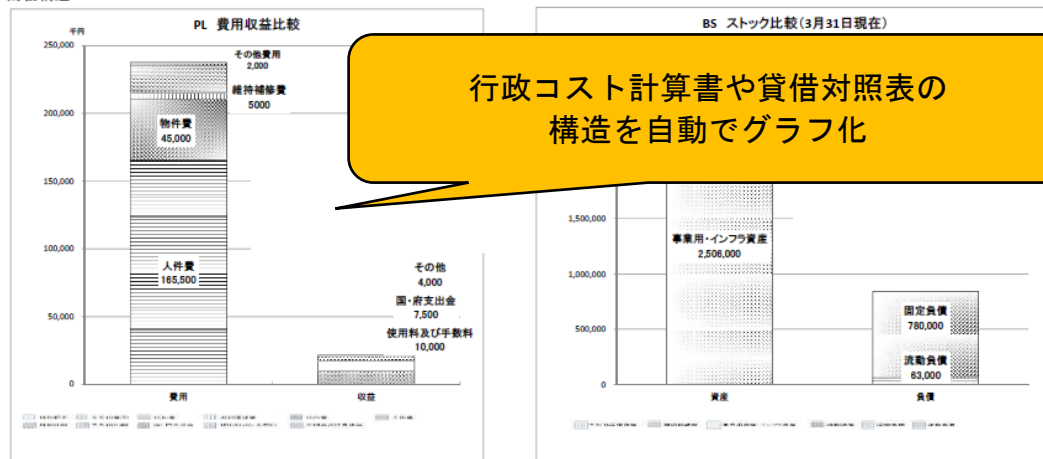 PL 費用収益比較
千円
250,000
200,000
150,000
100,000
50,000
0
その他費用
2,000
維持補修費
5000
物件費
45,000
人件費
165,500
その他
4,000
国・府支出金
7,500
使用料及び手数料
10,000
費用
収益
BS ストック比較(3月31日現在)
行政コスト計算書や貸借対照表の
構造を自動でグラフ化
1,500,000
1,000,000
500,000
0
事業用・インフラ資産
2,506,000
固定負債
780,000
流動負債
63,000
資産
負債